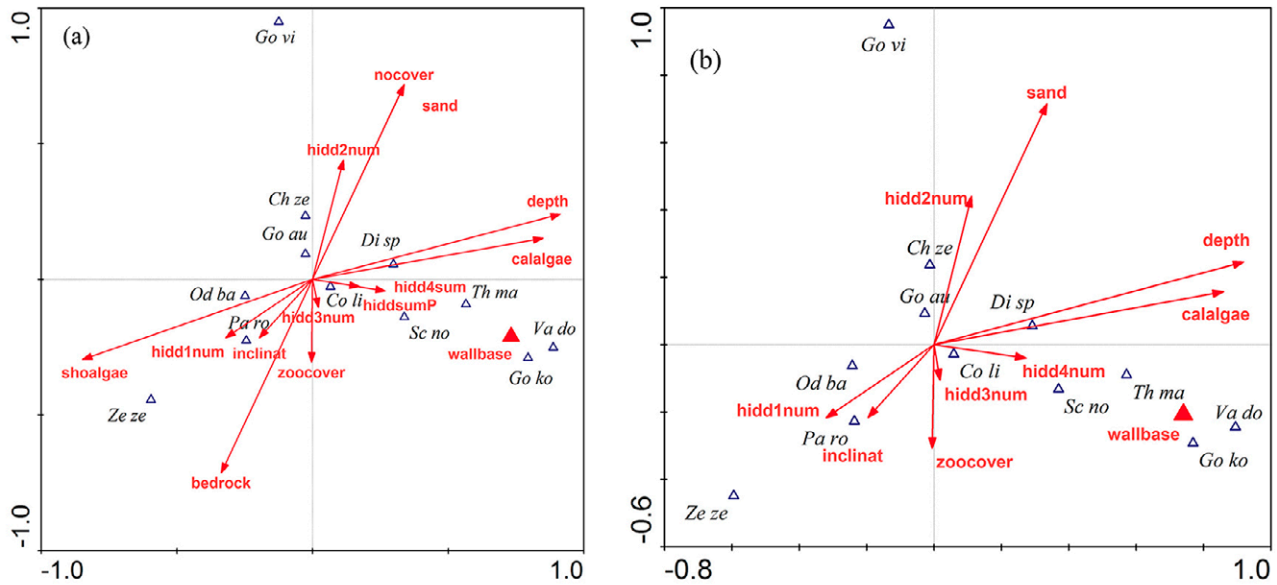 1.0
(a)
Go vi
nocover
sand
hidd2num
Ch ze
depth
Go au
Di sp
calalgae
Od ba
Co li
hidd4sum
hiddsumP
Th ma
hidd3num
Pa ro
Sc no
hidd1num
inclinat
Va do
wallbase
shoalgae
zoocover
Go ko
Ze ze
bedrock
-1.0
-1.0
1.0
1.0
(b)
Go vi
sand
hidd2num
Ch ze
depth
Go au
Di sp
calalgae
Od ba
Co li
hidd4num
hidd3num
Th ma
hidd1num
Sc no
Va do
Pa ro
wallbase
inclinat
zoocover
Go ko
Ze ze
-0.6
-0.8
1.0